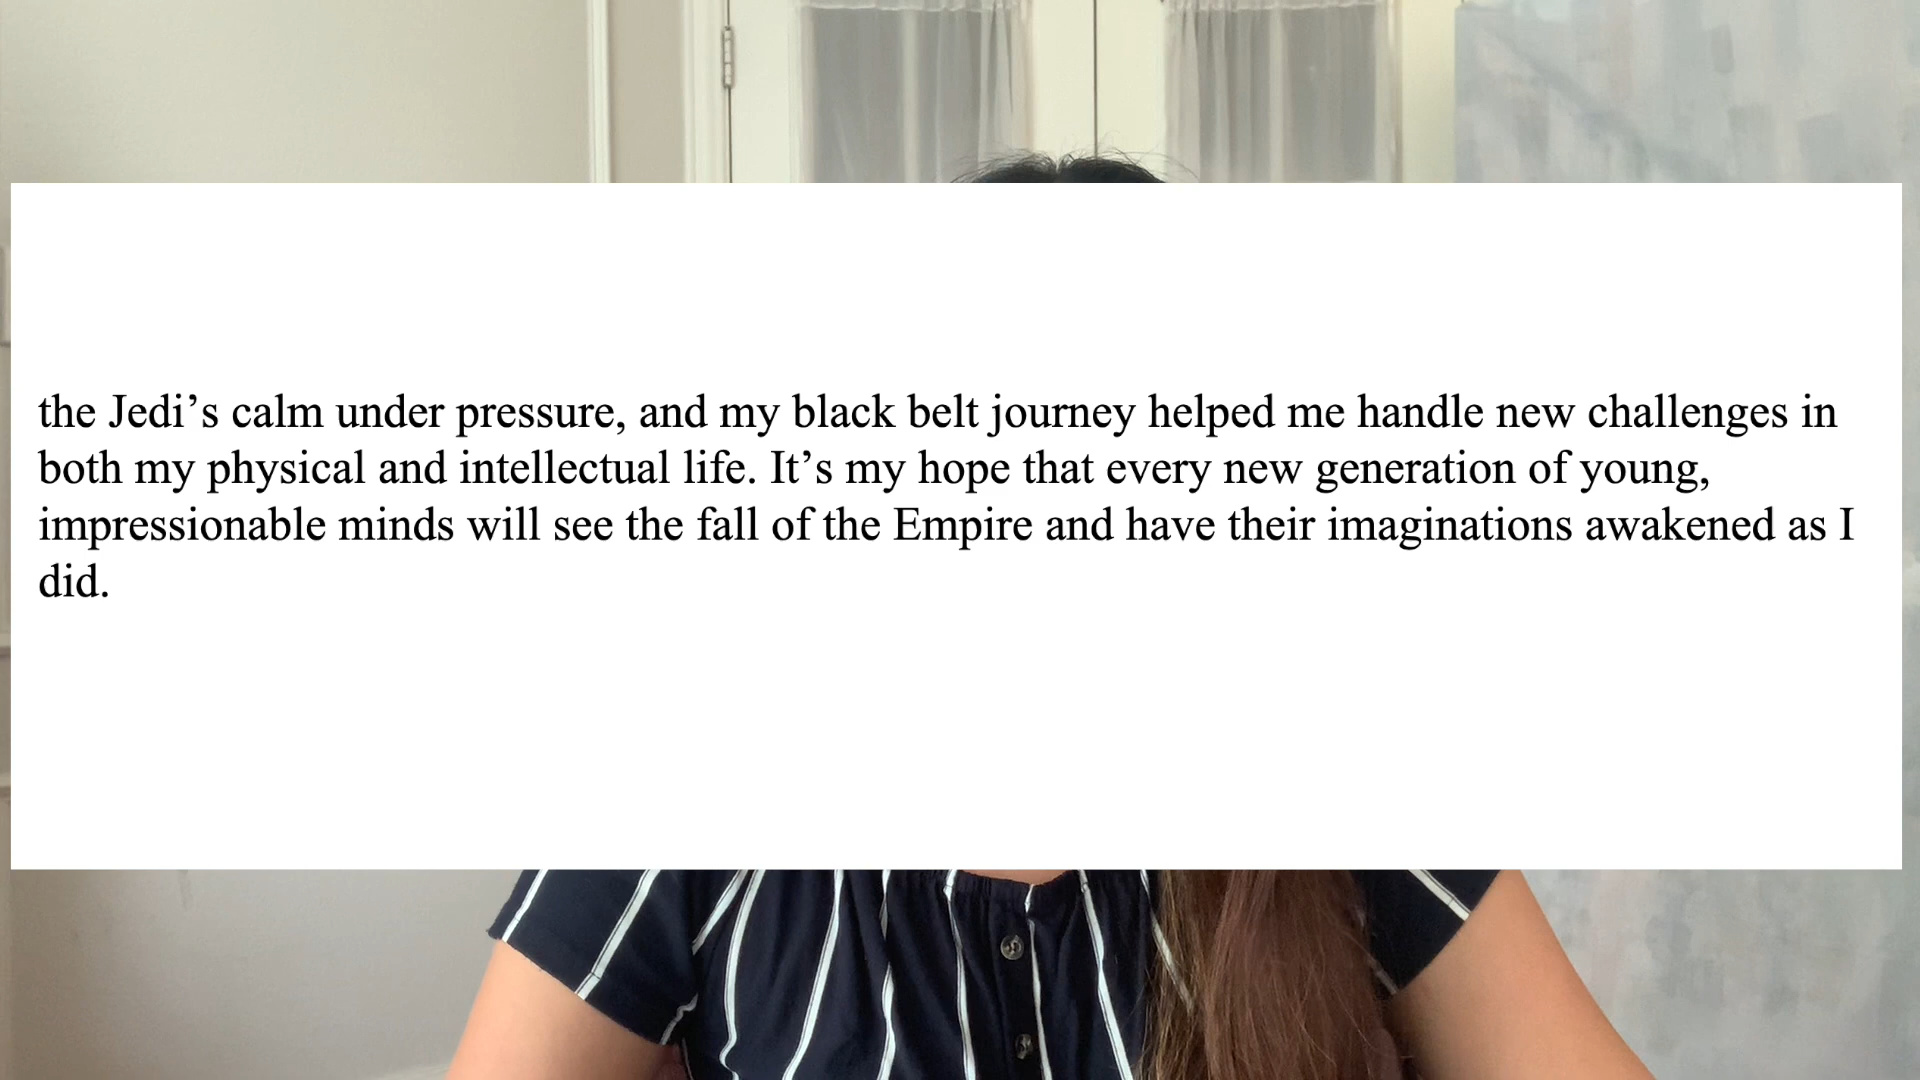 the Jedi’s calm under pressure, and my black belt journey helped me handle new challenges in
both my physical and intellectual life. It’s my hope that every new generation of young,
impressionable minds will see the fall of the Empire and have their imaginations awakened as I
did.